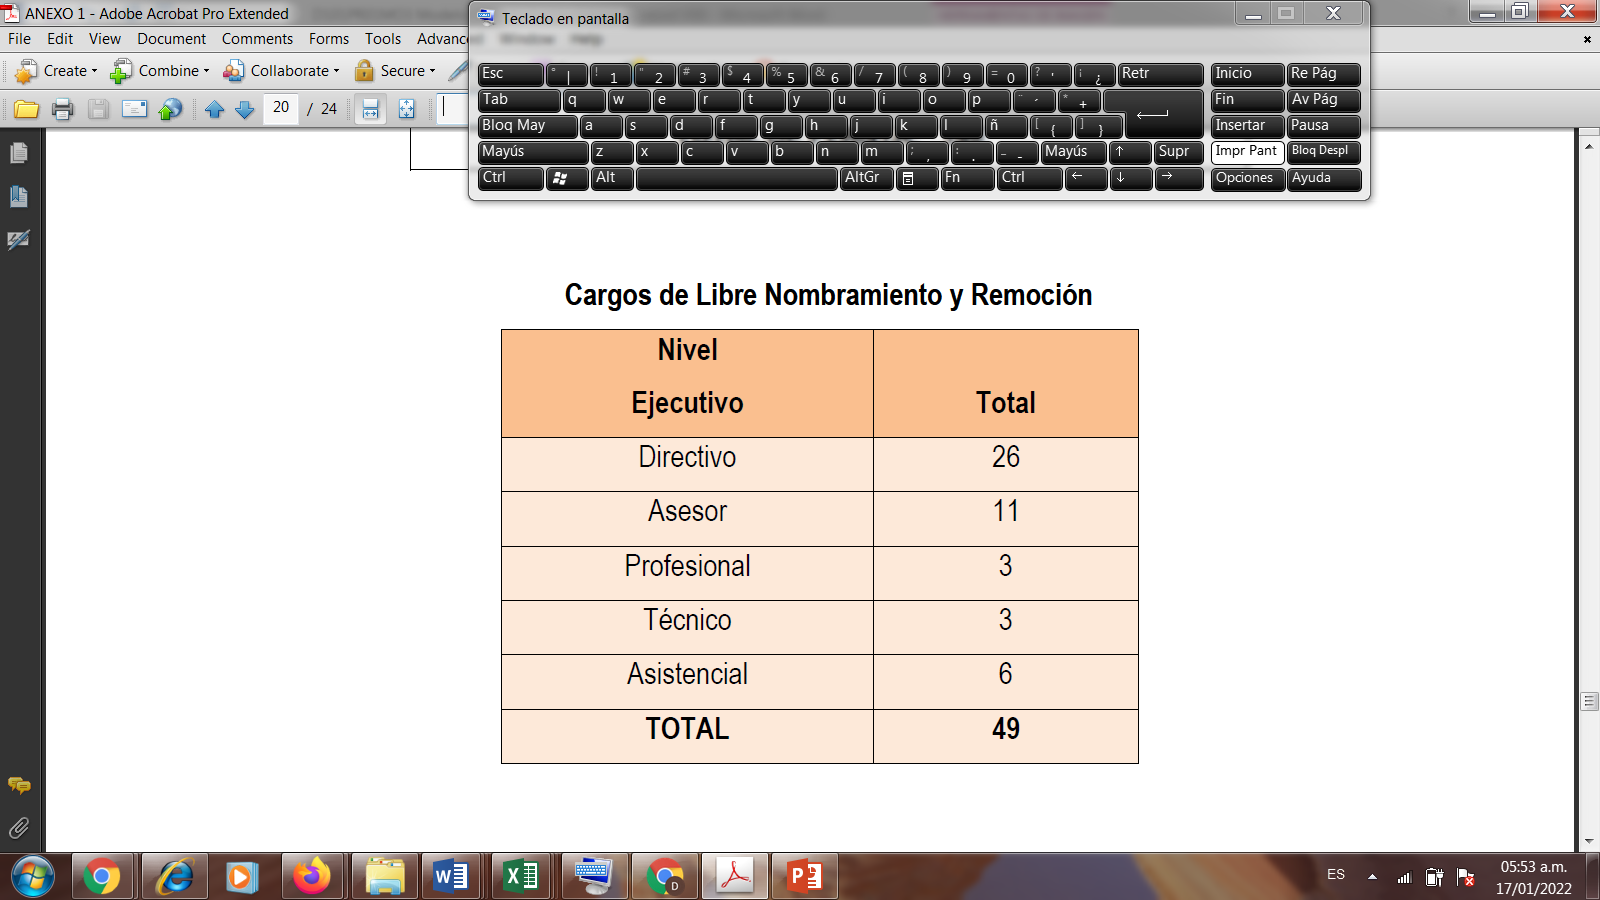 ANEXO 1 - Adobe Acrobat Pro Extended
Teclado en pantalla
File Edit View Document Comments Forms Tools Advanced Window Help
Create Combine Collaborate Secure
20 / 24
Esc ° | ! 1 " 2 # 3 $ 4 % 5 & 6 / 7 ( 8 ) 9 = 0 ? ' ¡ ¿ Retr Inicio Re Pág
Tab q w e r t y u i o p ¨ ´ * + Fin Av Pág
Bloq May a s d f g h j k l ñ [ { ] } Insertar Pausa
Mayús z x c v b n m ; , : . _ - Mayús ↑ Supr Impr Pant Bloq Despl
Ctrl Alt AltGr Fn Ctrl ← ↓ → Opciones Ayuda
Cargos de Libre Nombramiento y Remoción
Nivel
Ejecutivo Total
Directivo 26
Asesor 11
Profesional 3
Técnico 3
Asistencial 6
TOTAL 49
ES 05:53 a.m.
17/01/2022